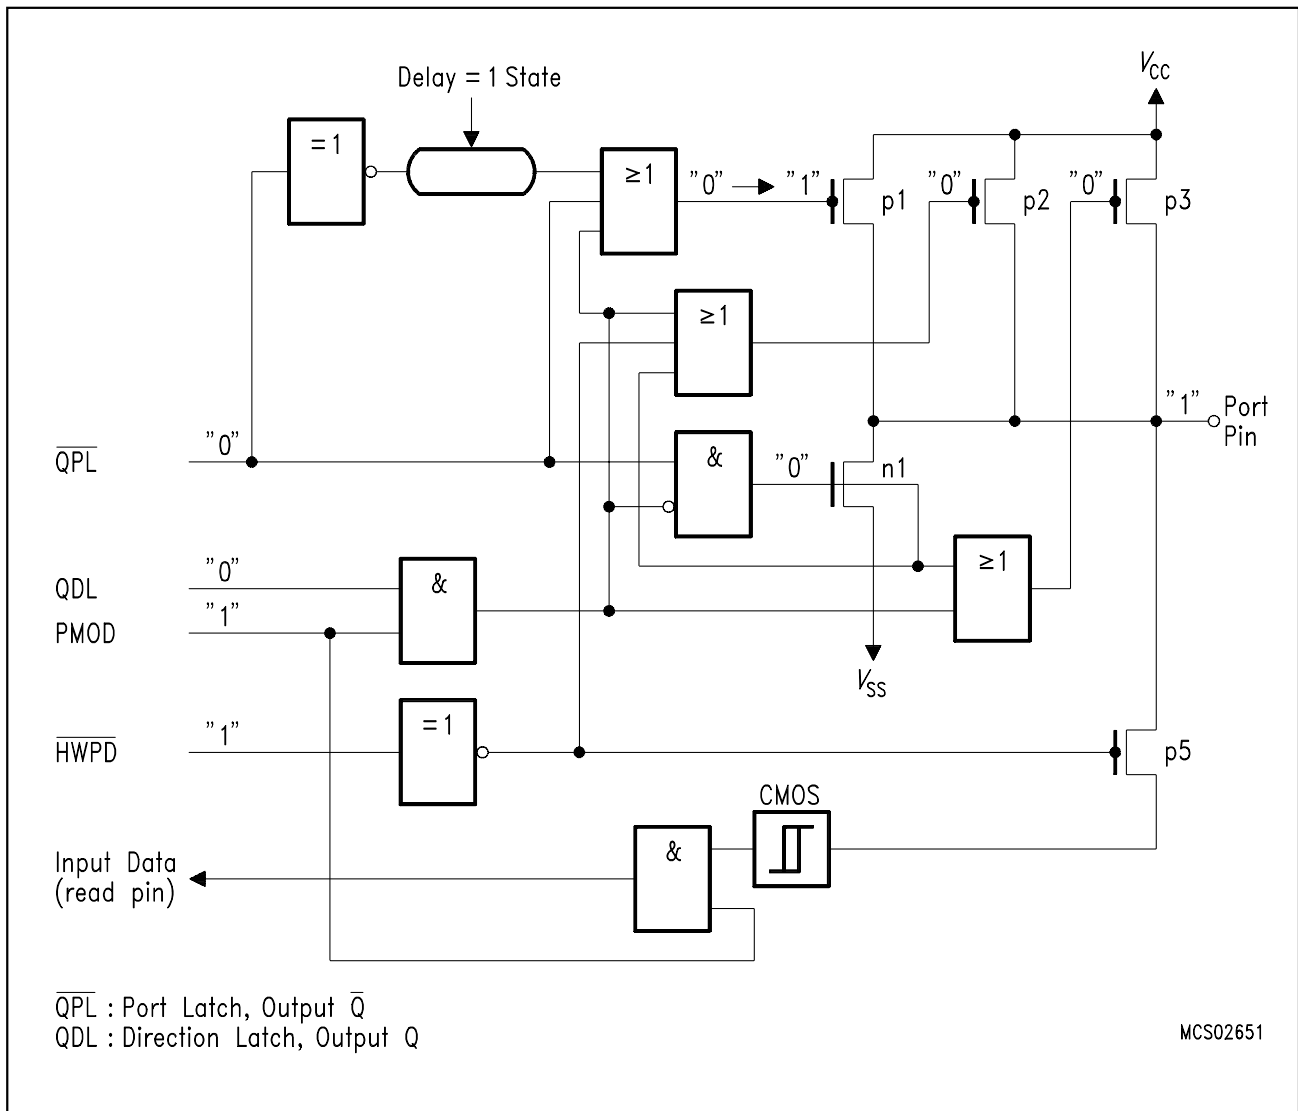 Delay = 1 State
VCC
=1
≥1
"0" → "1"
p1
"0"
p2
"0"
p3
≥1
"1"
Port
Pin
QPL
"0"
&
"0"
n1
≥1
QDL
"0"
&
PMOD
"1"
VSS
HWPD
"1"
=1
p5
CMOS
Input Data
(read pin)
&
QPL : Port Latch, Output Q
QDL : Direction Latch, Output Q
MCS02651